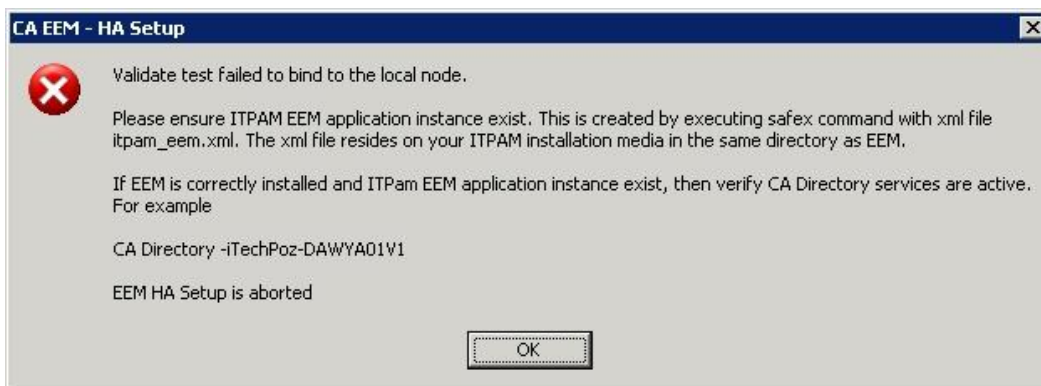 CA EEM - HA Setup
Validate test failed to bind to the local node.
Please ensure ITPAM EEM application instance exist. This is created by executing safex command with xml file
itpam_eem.xml. The xml file resides on your ITPAM installation media in the same directory as EEM.
If EEM is correctly installed and ITPam EEM application instance exist, then verify CA Directory services are active.
For example
CA Directory -iTechPoz-DAWYA01V1
EEM HA Setup is aborted
OK